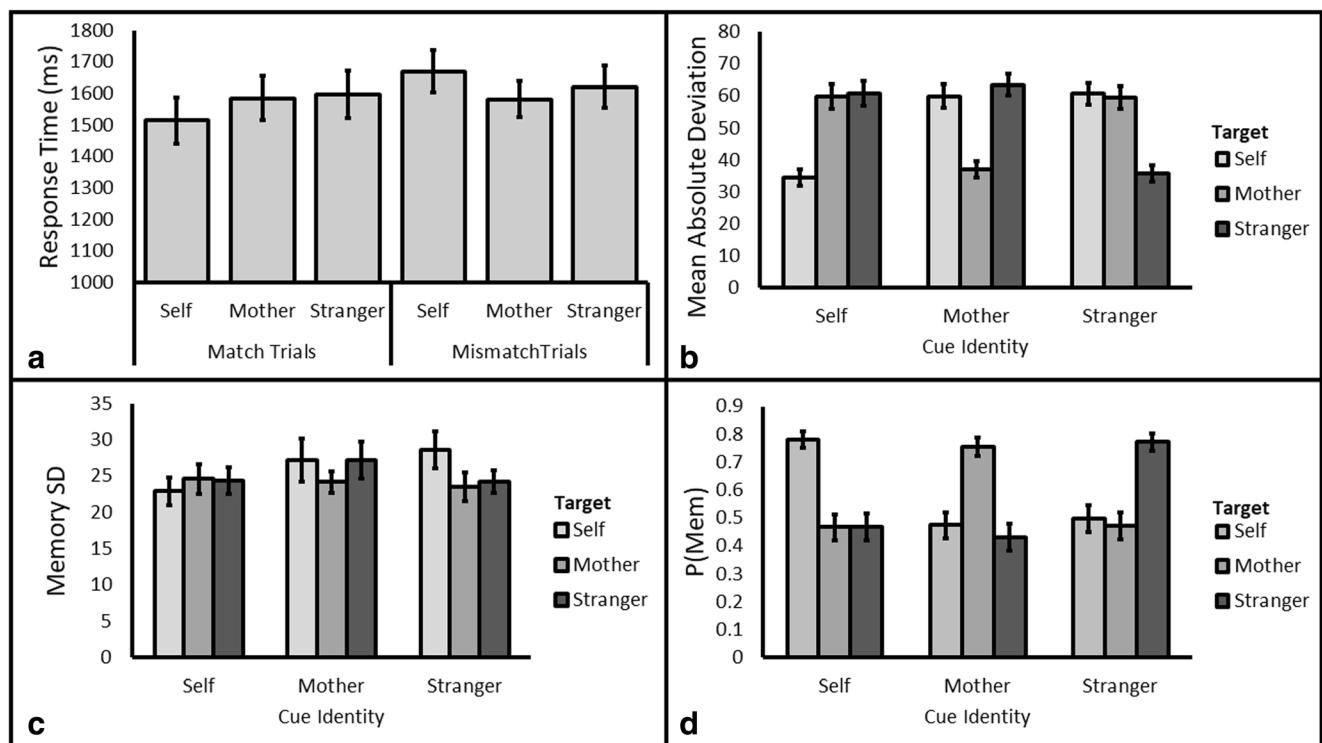 1800
1700
1600
1500
1400
1300
1200
1100
1000
Response Time (ms)
Self Mother Stranger Self Mother Stranger
Match Trials MismatchTrials
a
80
70
60
50
40
30
20
10
0
Mean Absolute Deviation
Self Mother Stranger
Cue Identity
Target
Self
Mother
Stranger
b
35
30
25
20
15
10
5
0
Memory SD
Self Mother Stranger
Cue Identity
Target
Self
Mother
Stranger
c
0.9
0.8
0.7
0.6
0.5
0.4
0.3
0.2
0.1
0
P(Mem)
Self Mother Stranger
Cue Identity
Target
Self
Mother
Stranger
d